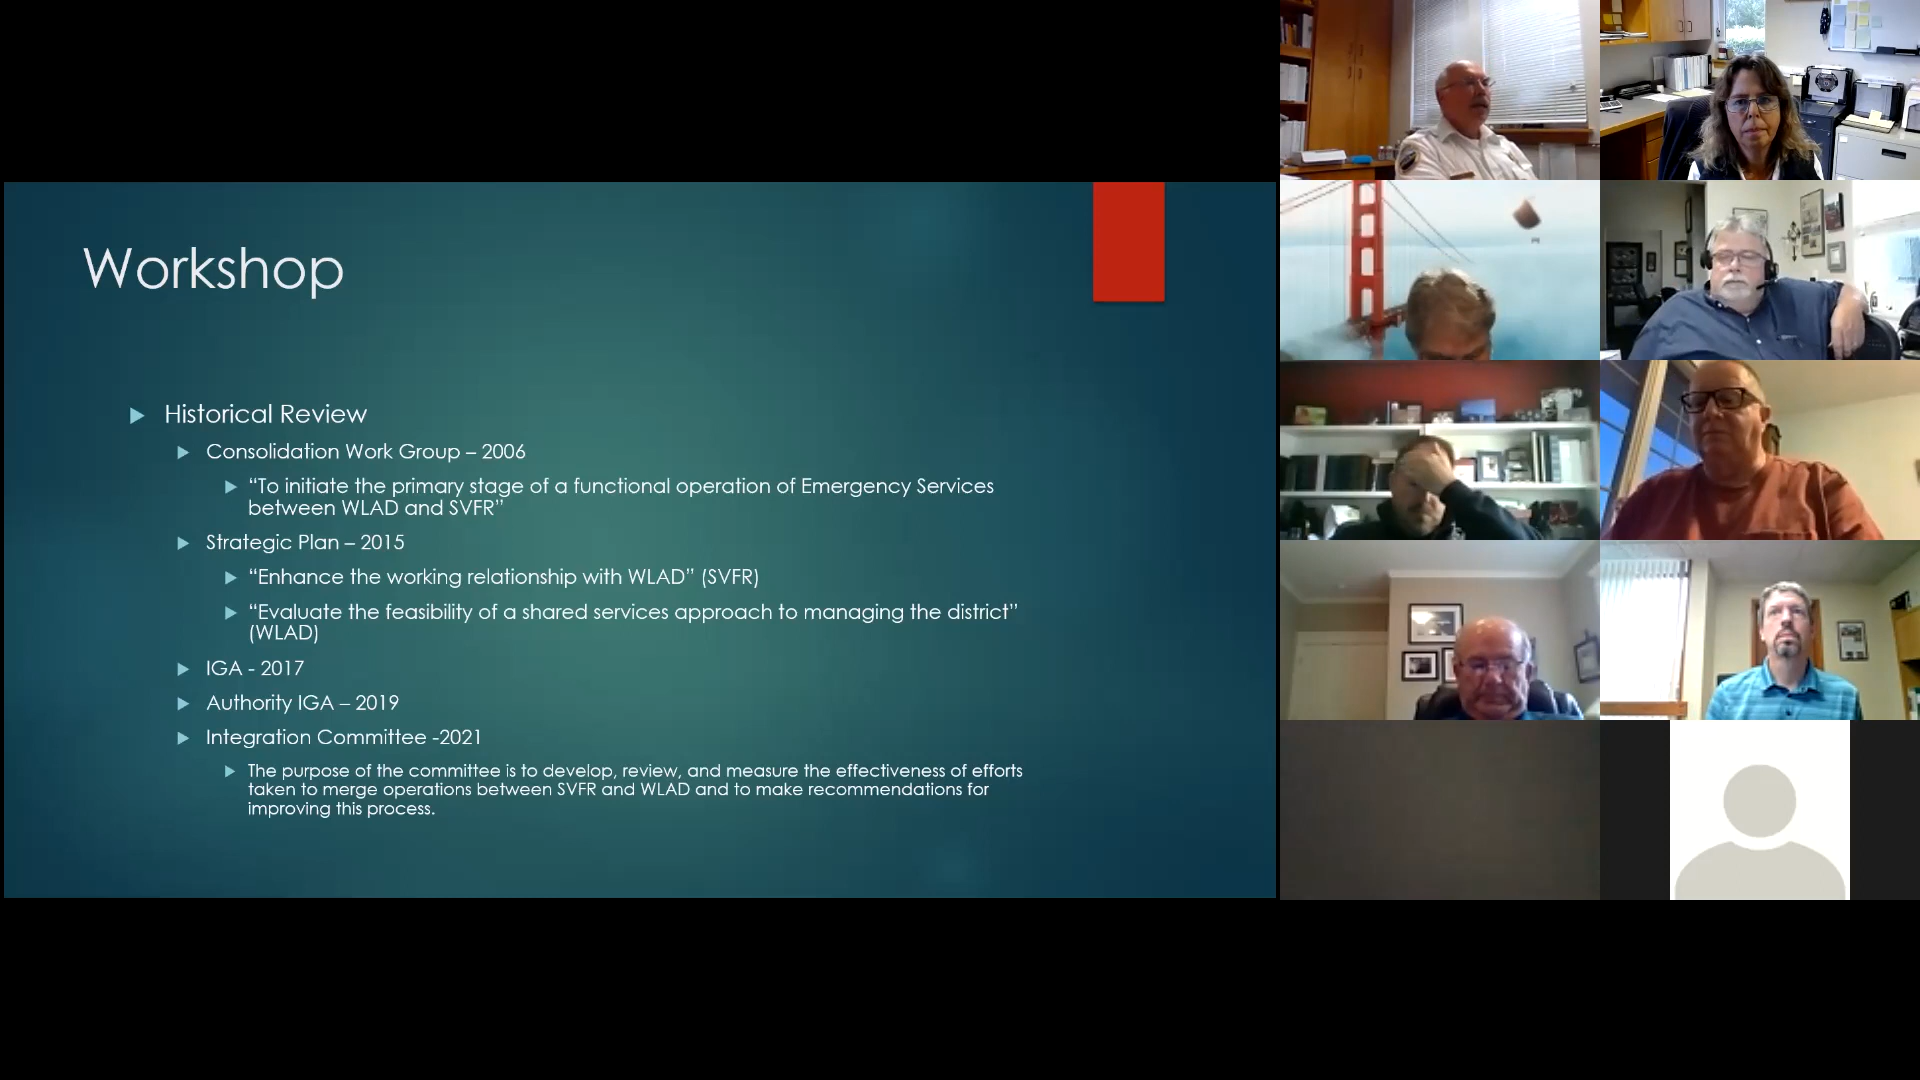 Workshop
Historical Review
Consolidation Work Group – 2006
“To initiate the primary stage of a functional operation of Emergency Services
between WLAD and SVFR”
Strategic Plan – 2015
“Enhance the working relationship with WLAD” (SVFR)
“Evaluate the feasibility of a shared services approach to managing the district”
(WLAD)
IGA - 2017
Authority IGA – 2019
Integration Committee -2021
The purpose of the committee is to develop, review, and measure the effectiveness of efforts
taken to merge operations between SVFR and WLAD and to make recommendations for
improving this process.